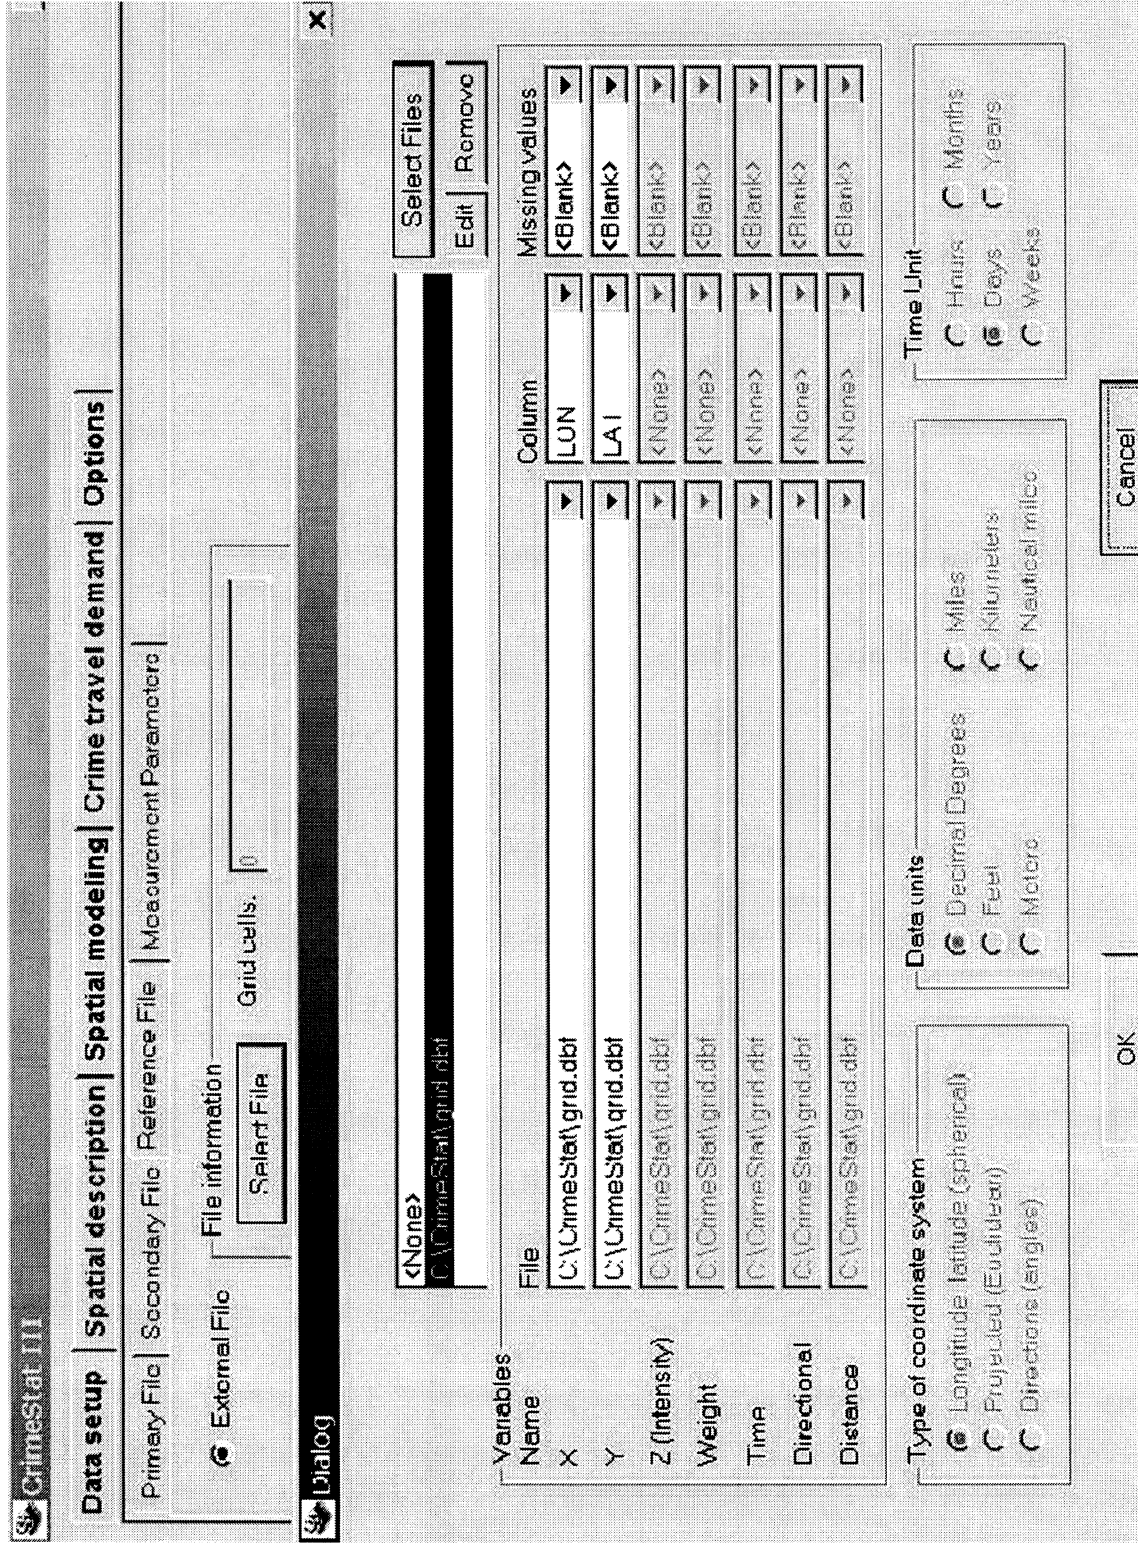 CrimeStat III
Data setup Spatial description Spatial modeling Crime travel demand Options
Primary File Secondary File Reference File Measurement Parameters
External File
File information
Select File
Grid cells:
0
Dialog
<None>
C:\CrimeStat\grid.dbf
Select Files
Edit Remove
Variables
Name File Column Missing values
X C:\CrimeStat\grid.dbf LON <Blank>
Y C:\CrimeStat\grid.dbf LAT <Blank>
Z (Intensity) C:\CrimeStat\grid.dbf <None> <Blank>
Weight C:\CrimeStat\grid.dbf <None> <Blank>
Time C:\CrimeStat\grid.dbf <None> <Blank>
Directional C:\CrimeStat\grid.dbf <None> <Blank>
Distance C:\CrimeStat\grid.dbf <None> <Blank>
Type of coordinate system
Longtitude, latitude (spherical)
Projected (Euclidean)
Directions (angles)
Data units
Decimal Degrees Miles
Feet Kilometers
Meters Nautical miles
Time Unit
Hours Months
Days Years
Weeks
OK Cancel